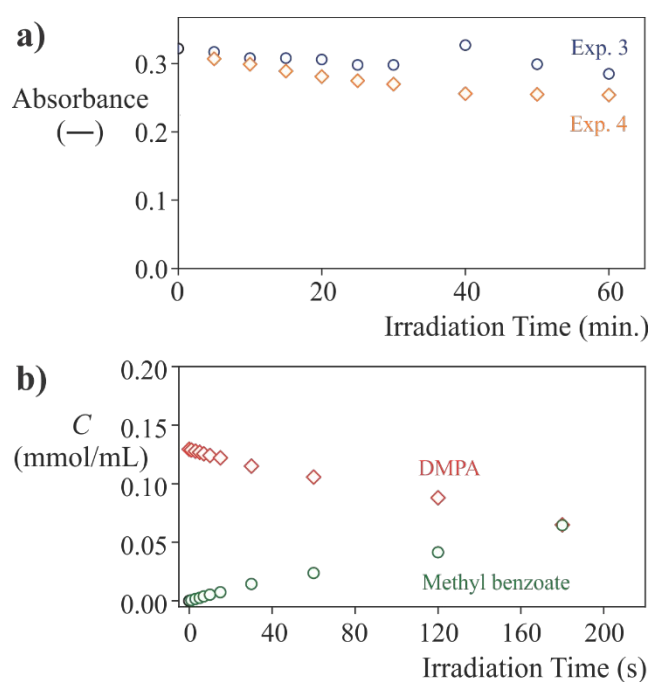 a)
Absorbance
(—)
0.3
0.2
0.1
0.0
Exp. 3
Exp. 4
0 20 40 60
Irradiation Time (min.)
b)
C
(mmol/mL)
0.20
0.15
0.10
0.05
0.00
DMPA
Methyl benzoate
0 40 80 120 160 200
Irradiation Time (s)